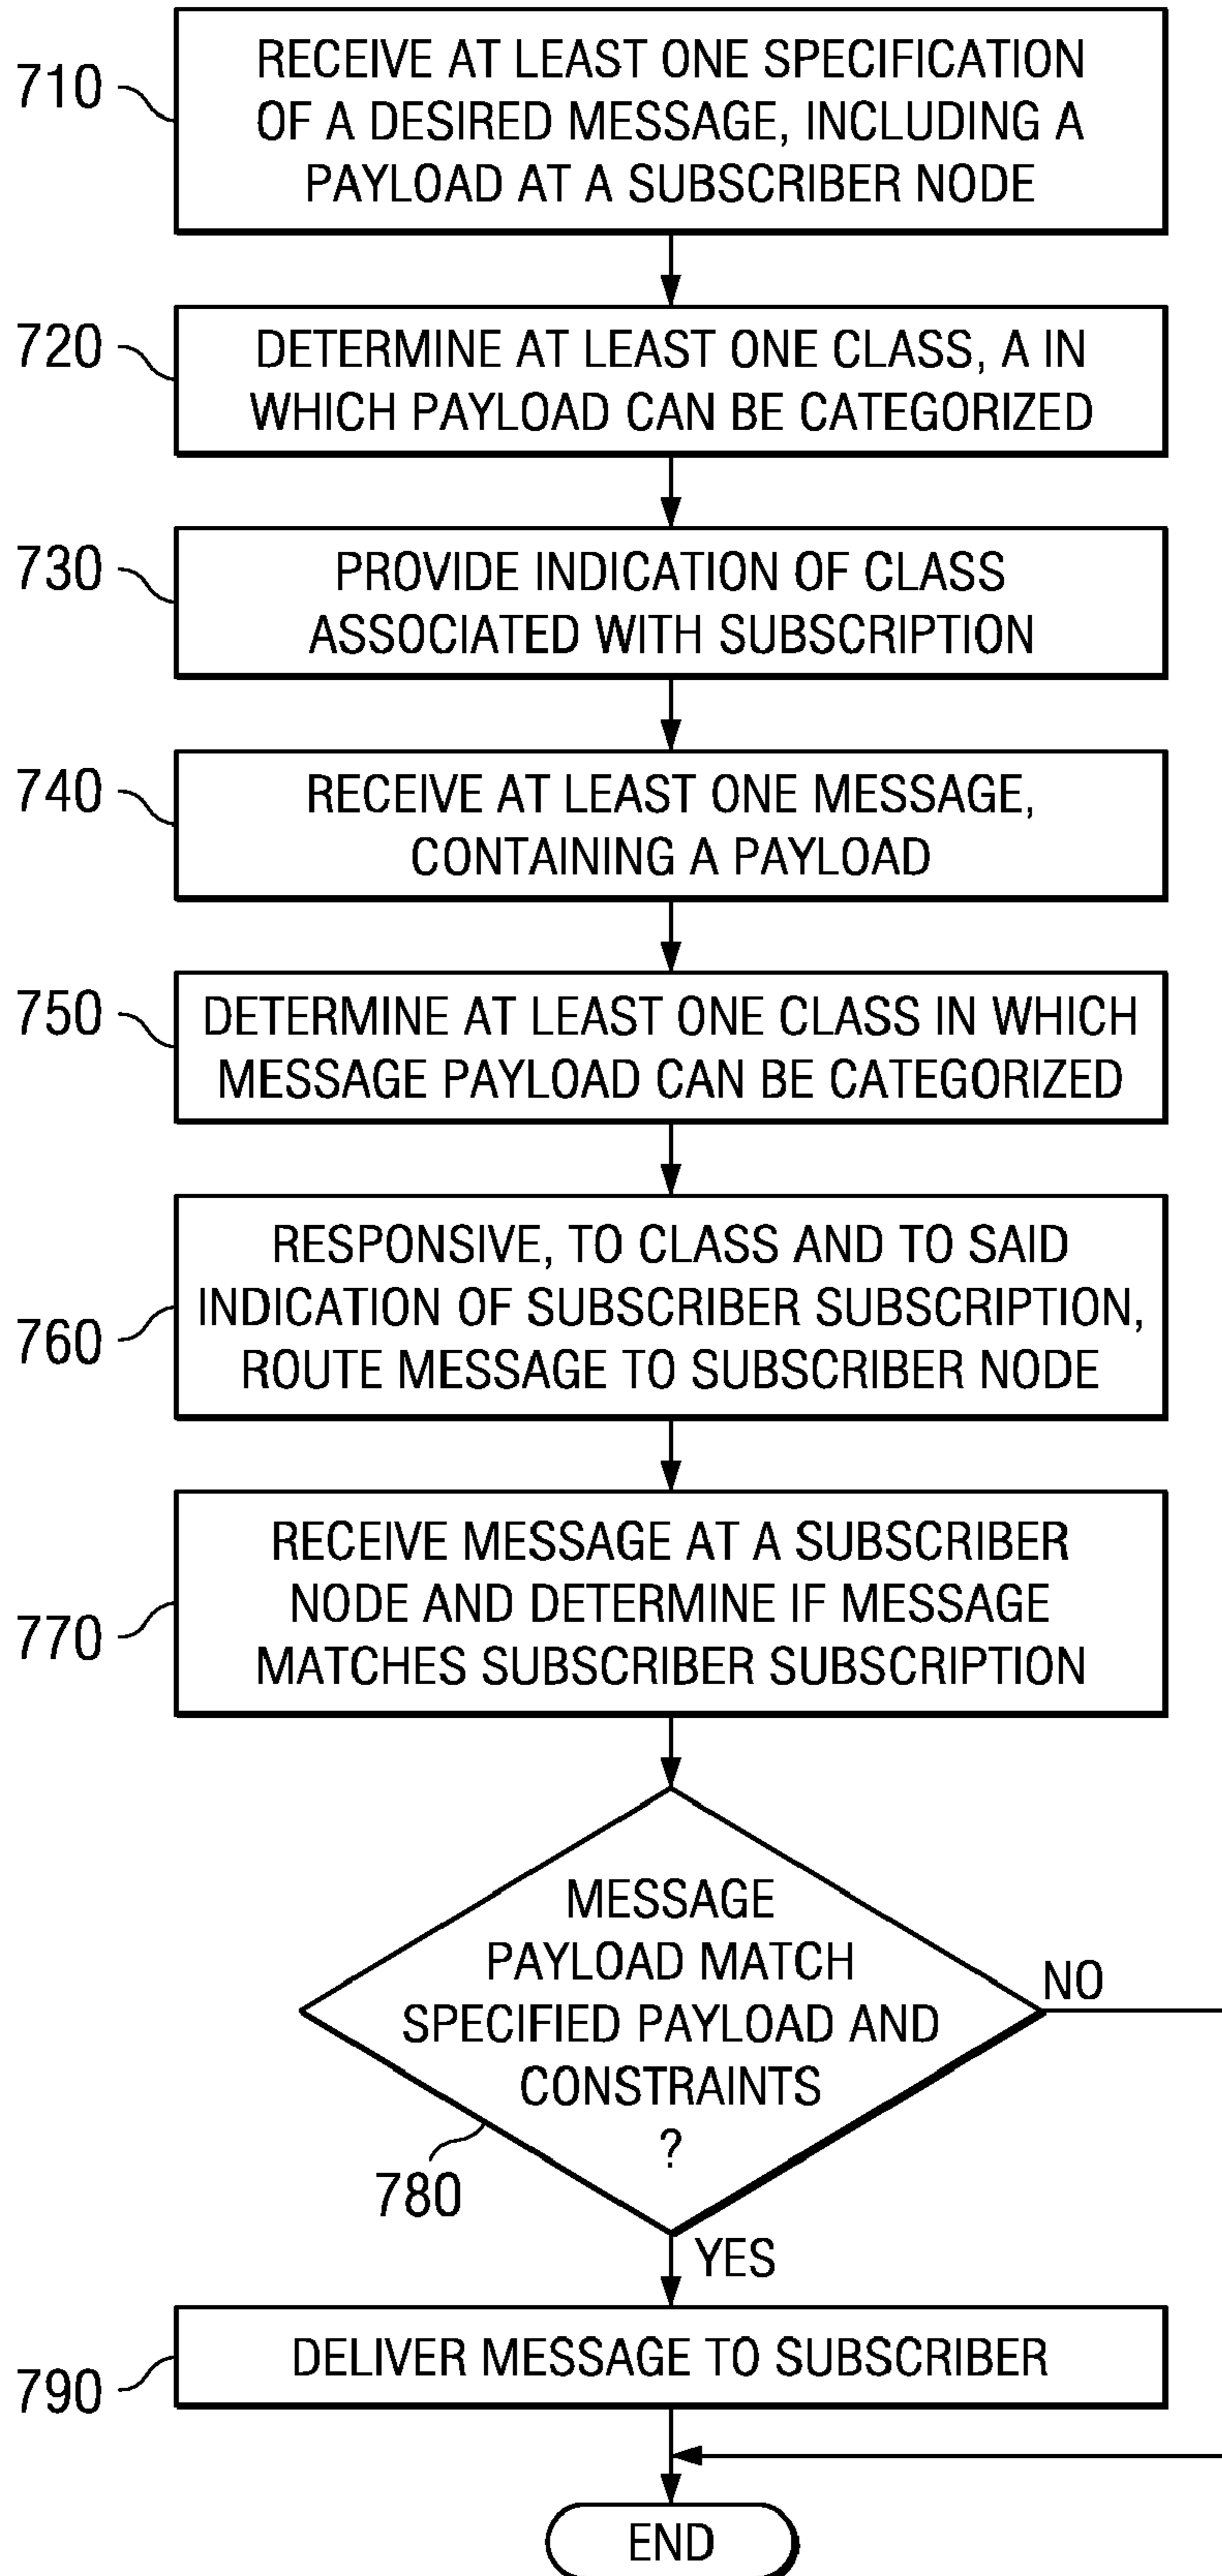 710
RECEIVE AT LEAST ONE SPECIFICATION
OF A DESIRED MESSAGE, INCLUDING A
PAYLOAD AT A SUBSCRIBER NODE
720
DETERMINE AT LEAST ONE CLASS, A IN
WHICH PAYLOAD CAN BE CATEGORIZED
730
PROVIDE INDICATION OF CLASS
ASSOCIATED WITH SUBSCRIPTION
740
RECEIVE AT LEAST ONE MESSAGE,
CONTAINING A PAYLOAD
750
DETERMINE AT LEAST ONE CLASS IN WHICH
MESSAGE PAYLOAD CAN BE CATEGORIZED
760
RESPONSIVE, TO CLASS AND TO SAID
INDICATION OF SUBSCRIBER SUBSCRIPTION,
ROUTE MESSAGE TO SUBSCRIBER NODE
770
RECEIVE MESSAGE AT A SUBSCRIBER
NODE AND DETERMINE IF MESSAGE
MATCHES SUBSCRIBER SUBSCRIPTION
MESSAGE
PAYLOAD MATCH
SPECIFIED PAYLOAD AND
CONSTRAINTS
?
NO
780
YES
790
DELIVER MESSAGE TO SUBSCRIBER
END